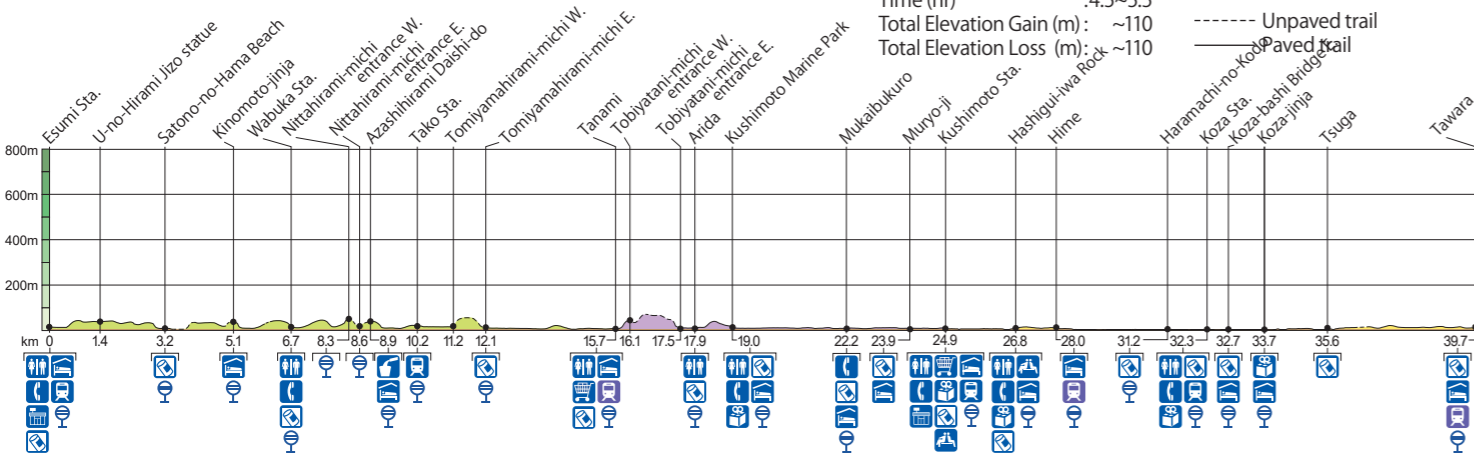 Time (hr) :4.5~5.5
Total Elevation Gain (m): ~110
Total Elevation Loss (m): ~110
Unpaved trail
Paved trail
Esumi Sta.
U-no-Hirami Jizo statue
Satono-no-Hama Beach
Kinomoto-jinja
Wabuka Sta.
Nittahirami-michi entrance W.
Nittahirami-michi entrance E.
Azashihirami Daishi-do
Tako Sta.
Tomiyamahirami-michi W.
Tomiyamahirami-michi E.
Tanami
Tobiyatani-michi entrance W.
Tobiyatani-michi entrance E.
Arida
Kushimoto Marine Park
Mukaibukuro
Muryo-ji
Kushimoto Sta.
Hashigui-iwa Rock
Hime
Haramachi-no-Kodo
Koza Sta.
Koza-bashi Bridge
Koza-jinja
Tsuga
Tawara
800m
600m
400m
200m
km 0 1.4 3.2 5.1 6.7 8.3 8.6 8.9 10.2 11.2 12.1 15.7 16.1 17.5 17.9 19.0 22.2 23.9 24.9 26.8 28.0 31.2 32.3 32.7 33.7 35.6 39.7